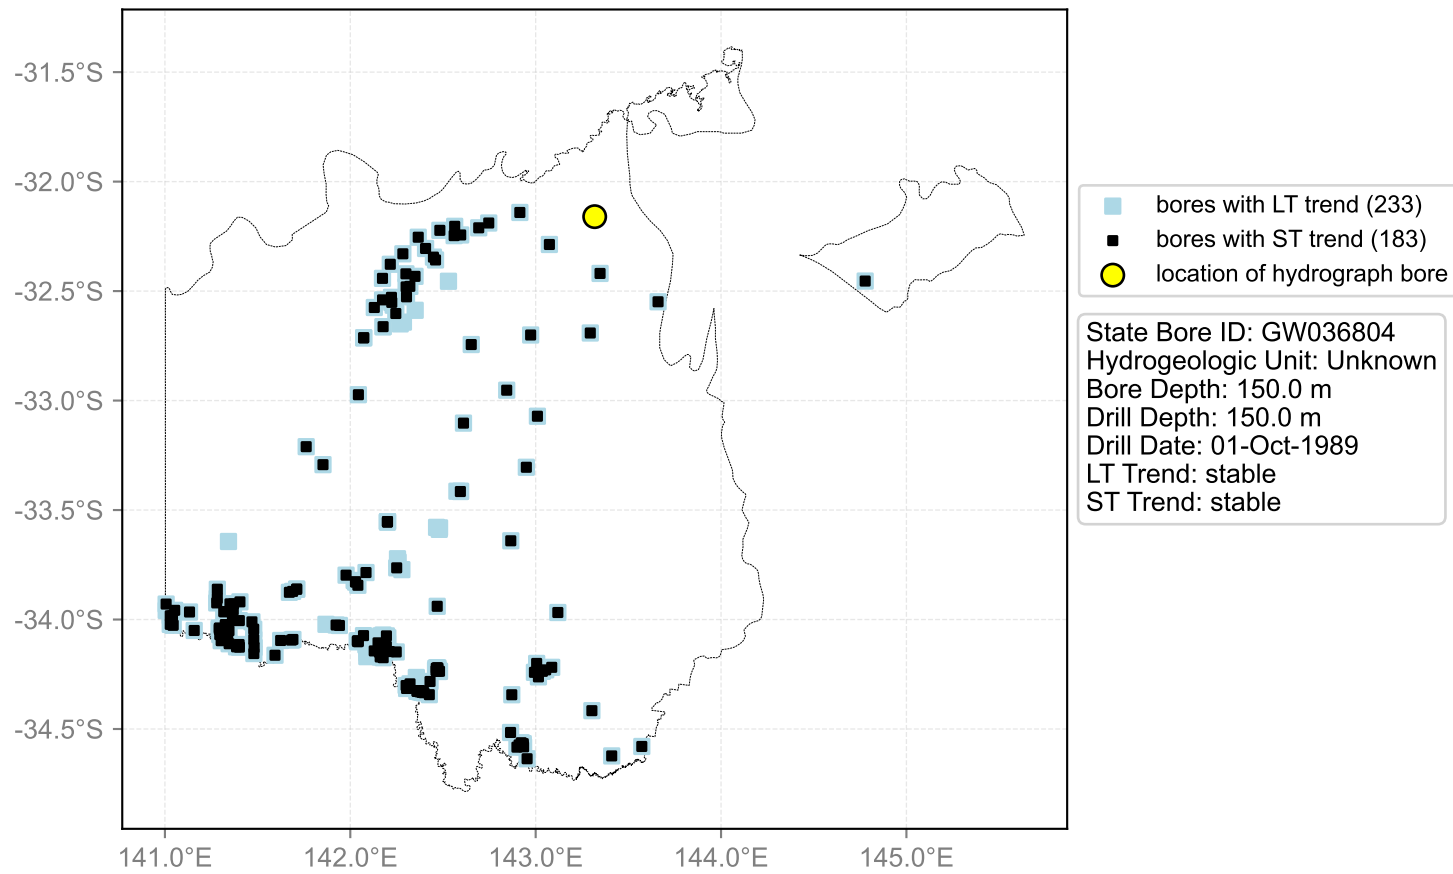 -31.5°S
-32.0°S
-32.5°S
-33.0°S
-33.5°S
-34.0°S
-34.5°S
141.0°E
142.0°E
143.0°E
144.0°E
145.0°E
bores with LT trend (233)
bores with ST trend (183)
location of hydrograph bore
State Bore ID: GW036804
Hydrogeologic Unit: Unknown
Bore Depth: 150.0 m
Drill Depth: 150.0 m
Drill Date: 01-Oct-1989
LT Trend: stable
ST Trend: stable